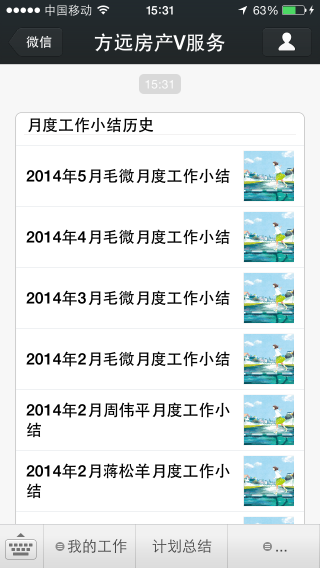 中国移动 15:31 63%
微信 方远房产V服务
15:31
月度工作小结历史
2014年5月毛微月度工作小结
2014年4月毛微月度工作小结
2014年3月毛微月度工作小结
2014年2月毛微月度工作小结
2014年2月周伟平月度工作小
结
2014年2月蒋松羊月度工作小
结
我的工作 计划总结 ...